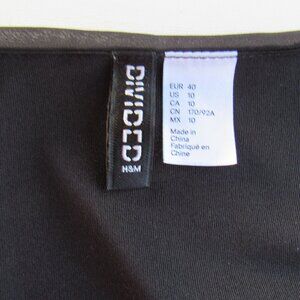 DIVIDED
H&M
EUR 40
US 10
CA 10
CN 170/92A
MX 10
Made in
China
Fabriqué en
Chine